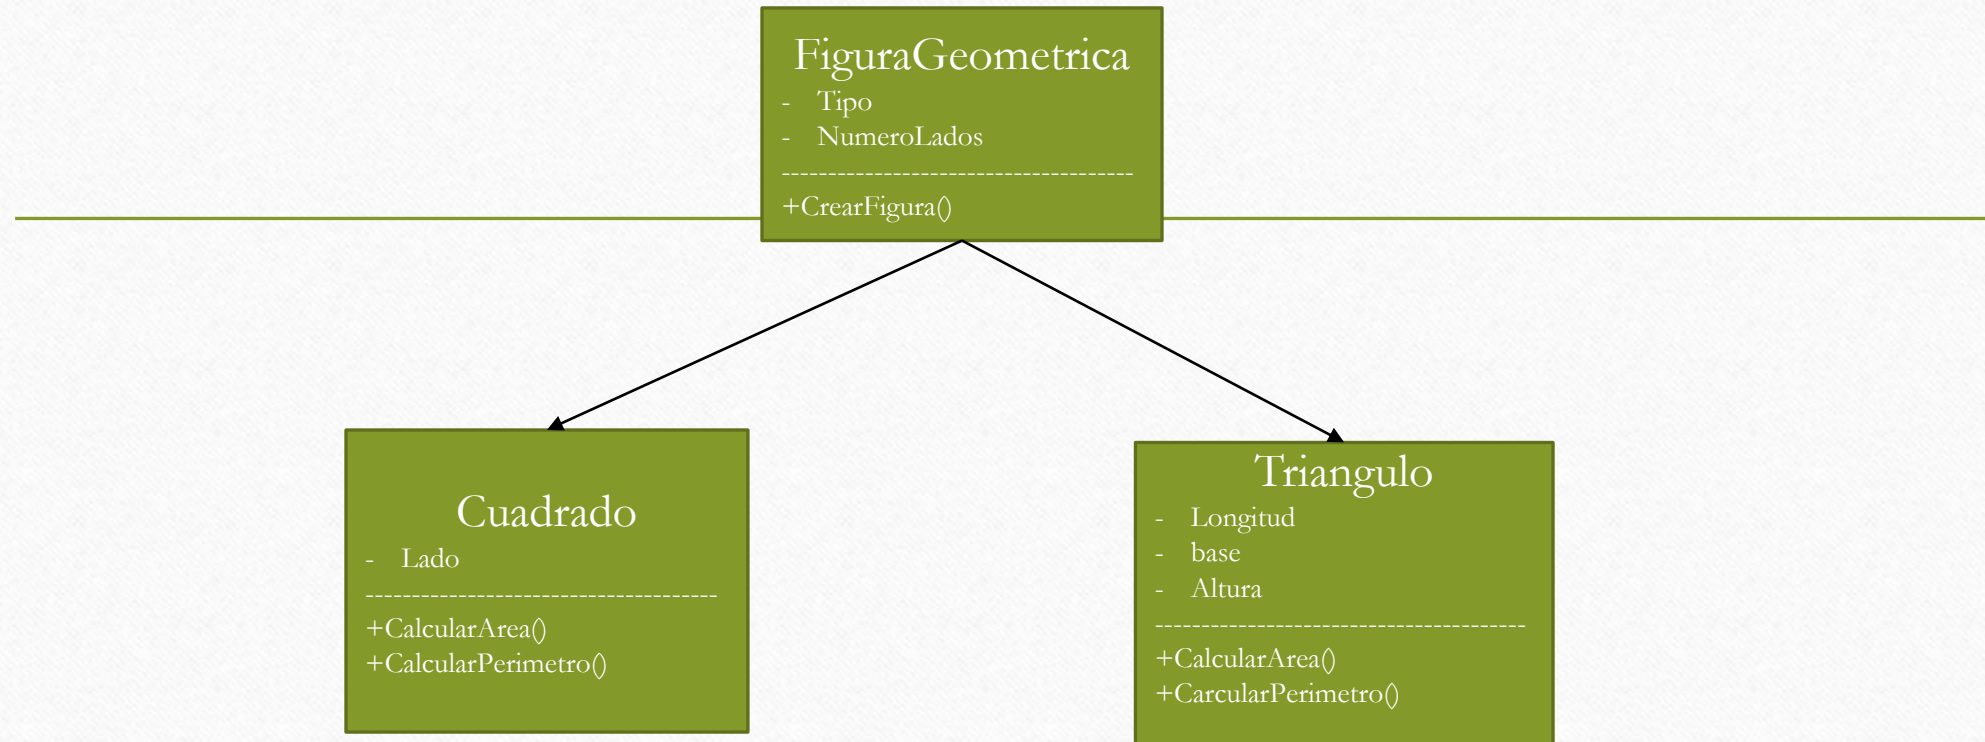 FiguraGeometrica
- Tipo
- NumeroLados
--------------------------------------
+CrearFigura()
Cuadrado
- Lado
--------------------------------------
+CalcularArea()
+CalcularPerimetro()
Triangulo
- Longitud
- base
- Altura
----------------------------------------
+CalcularArea()
+CarcularPerimetro()